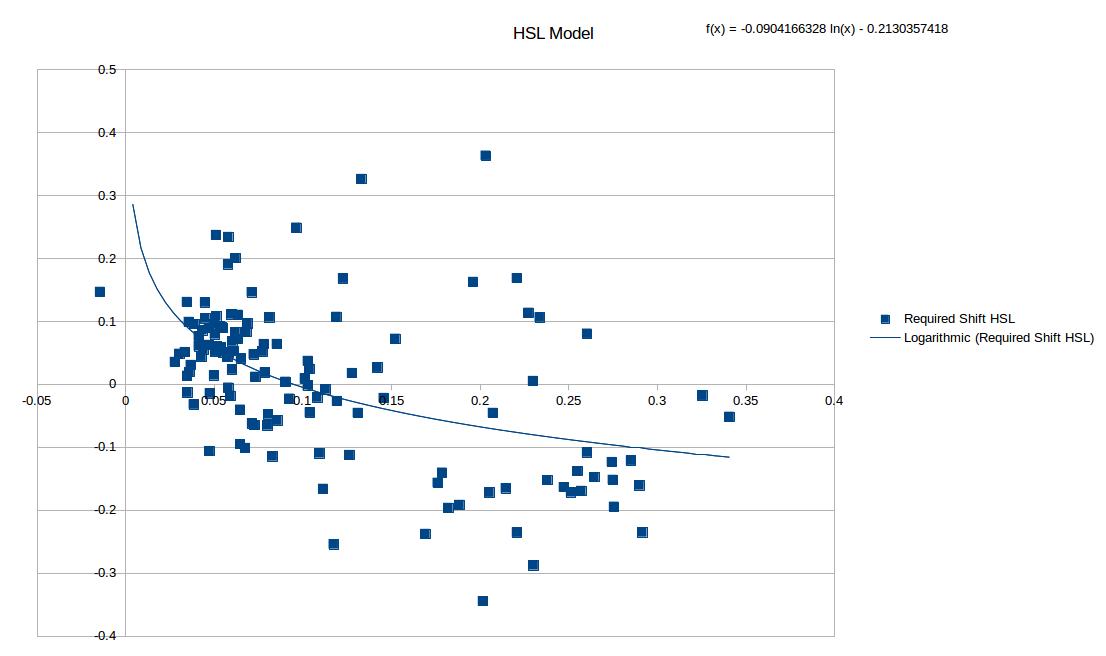 HSL Model
f(x) = -0.0904166328 ln(x) - 0.2130357418
0.5
0.4
0.3
0.2
0.1
0
-0.1
-0.2
-0.3
-0.4
-0.05 0 0.05 0.1 0.15 0.2 0.25 0.3 0.35 0.4
Required Shift HSL
Logarithmic (Required Shift HSL)